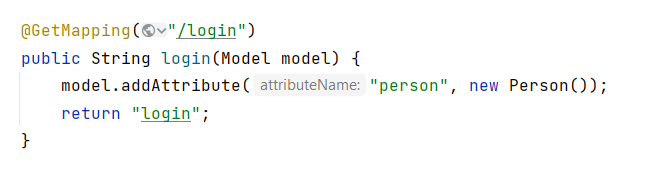 @GetMapping("/login")
public String login(Model model) {
    model.addAttribute( attributeName: "person", new Person());
    return "login";
}